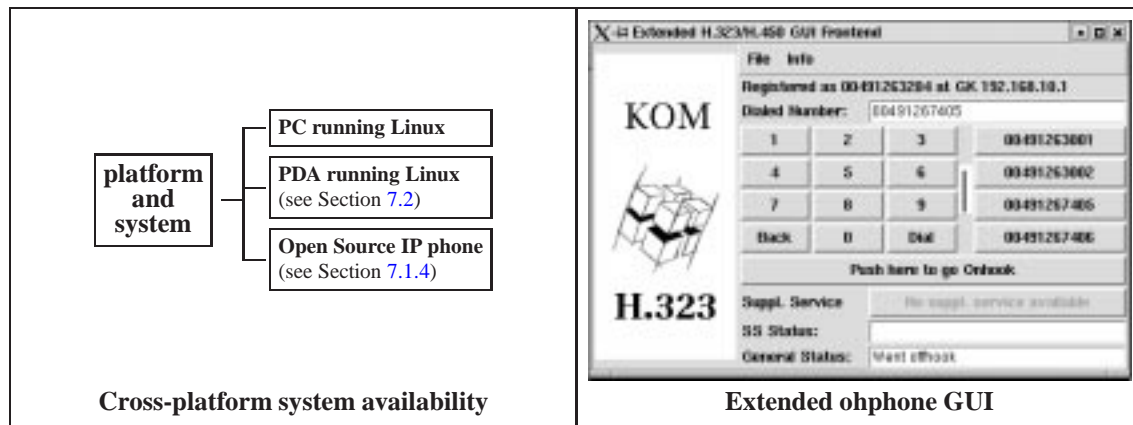 platform
and
system
PC running Linux
PDA running Linux
(see Section 7.2)
Open Source IP phone
(see Section 7.1.4)
Cross-platform system availability
Extended H.323/H.450 GUI Frontend
File Info
Registered as 00491263204 at GK 192.168.10.1
Dialed Number: 00491267405
KOM
1 2 3 00491263001
4 5 6 00491263002
7 8 9 00491267405
Back 0 Dial 00491267406
Push here to go Onhook
H.323
Suppl. Service No suppl. service available
SS Status:
General Status: Went offhook
Extended ohphone GUI